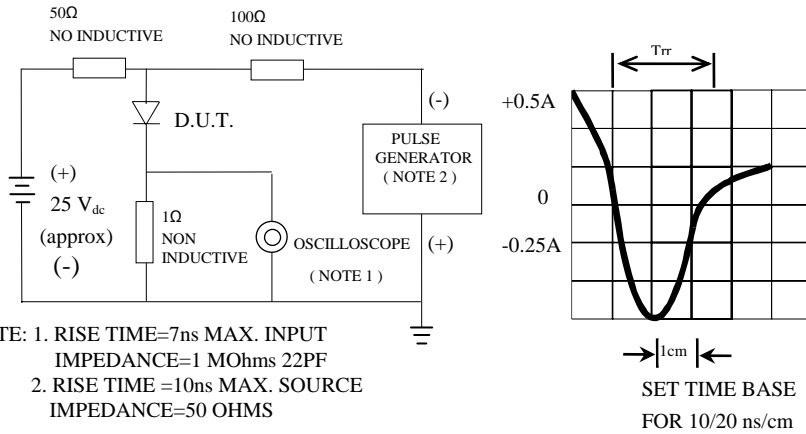 50Ω
NO INDUCTIVE
100Ω
NO INDUCTIVE
D.U.T.
(+)
25 Vdc
(approx)
(-)
1Ω
NON
INDUCTIVE
OSCILLOSCOPE
( NOTE 1 )
(-)
PULSE
GENERATOR
( NOTE 2 )
(+)
Trr
+0.5A
0
-0.25A
1cm
SET TIME BASE
FOR 10/20 ns/cm
TE: 1. RISE TIME=7ns MAX. INPUT
IMPEDANCE=1 MOhms 22PF
2. RISE TIME =10ns MAX. SOURCE
IMPEDANCE=50 OHMS